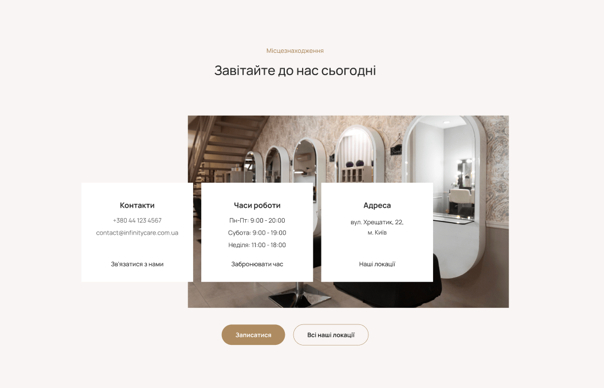 Місцезнаходження
Завітайте до нас сьогодні
Контакти
+380 44 123 4567
contact@infinitycare.com.ua
Зв'язатися з нами
Часи роботи
Пн-Пт: 9:00 - 20:00
Субота: 9:00 - 19:00
Неділя: 11:00 - 18:00
Забронювати час
Адреса
вул. Хрещатик, 22,
м. Київ
Наші локації
Записатися
Всі наші локації